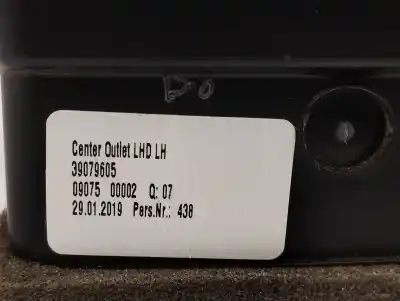 Center Outlet LHD LH
39079605
09075 00002 Q: 07
29.01.2019 Pers.Nr.: 438